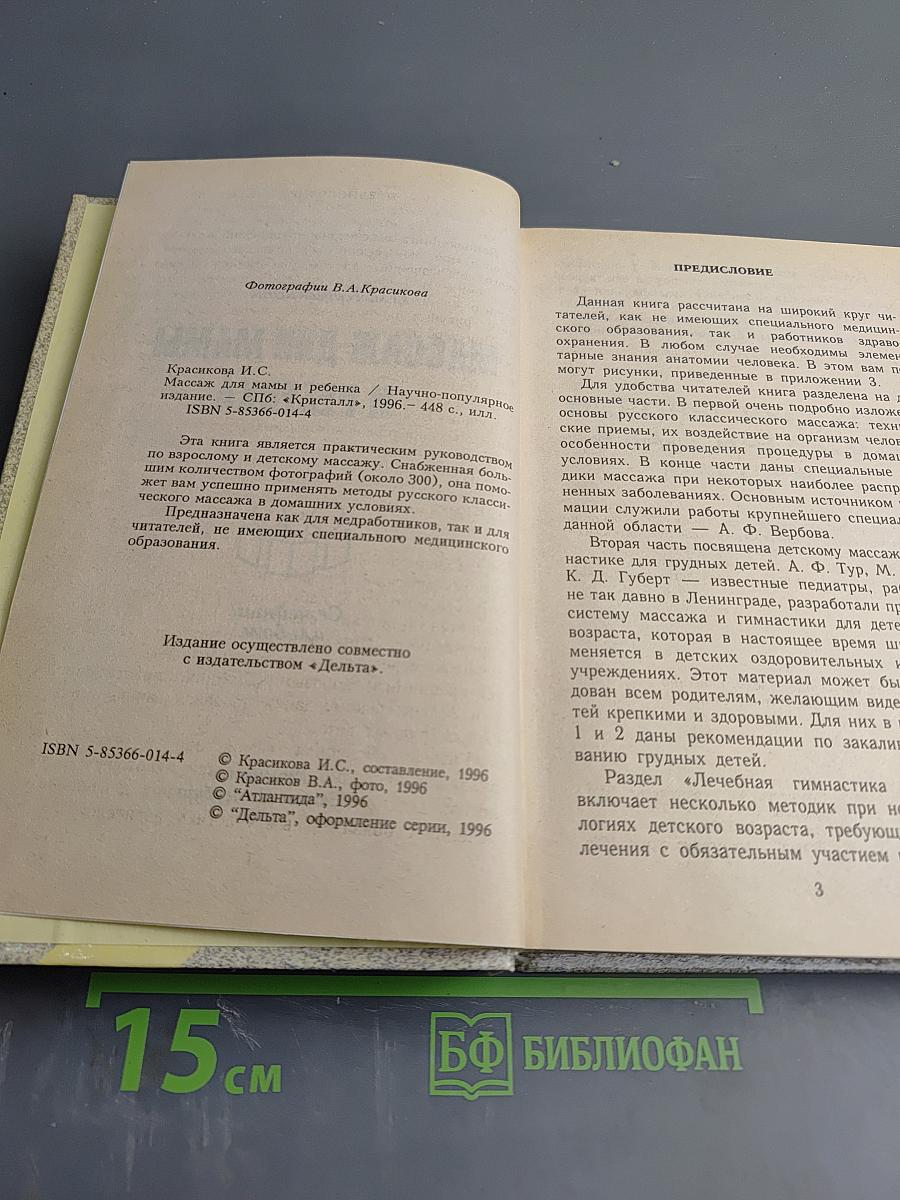 Фотографии В.А.Красикова
Красикова И.С.
Массаж для мамы и ребенка / Научно-популярное
издание. — СПб: «Кристалл», 1996.– 448 с., илл.
ISBN 5-85366-014-4
Эта книга является практическим руководством
по взрослому и детскому массажу. Снабженная боль-
шим количеством фотографий (около 300), она помо-
жет вам успешно применять методы русского класси-
ческого массажа в домашних условиях.
Предназначена как для медработников, так и для
читателей, не имеющих специального медицинского
образования.
Издание осуществлено совместно
с издательством «Дельта».
ISBN 5-85366-014-4
© Красикова И.С., составление, 1996
© Красиков В.А., фото, 1996
© "Атлантида", 1996
© "Дельта", оформление серии, 1996
ПРЕДИСЛОВИЕ
Данная книга рассчитана на широкий круг чи-
тателей, как не имеющих специального медицин-
ского образования, так и работников здраво
охранения. В любом случае необходимы элемен
тарные знания анатомии человека. В этом вам п
могут рисунки, приведенные в приложении 3.
Для удобства читателей книга разделена на д
основные части. В первой очень подробно изложе
основы русского классического массажа: техн
ские приемы, их воздействие на организм челов
особенности проведения процедуры в дома
условиях. В конце части даны специальные
дики массажа при некоторых наиболее распр
ненных заболеваниях. Основным источником
мации служили работы крупнейшего специал
данной области — А. Ф. Вербова.
Вторая часть посвящена детскому массаж
настике для грудных детей. А. Ф. Тур, М.
К. Д. Губерт — известные педиатры, ра
не так давно в Ленинграде, разработали пр
систему массажа и гимнастики для дете
возраста, которая в настоящее время ш
меняется в детских оздоровительных и
учреждениях. Этот материал может бы
дован всем родителям, желающим виде
тей крепкими и здоровыми. Для них в
1 и 2 даны рекомендации по закали
ванию грудных детей.
Раздел «Лечебная гимнастика
включает несколько методик при не
логиях детского возраста, требующ
лечения с обязательным участием
3
15 см
БФ БИБЛИОФАН